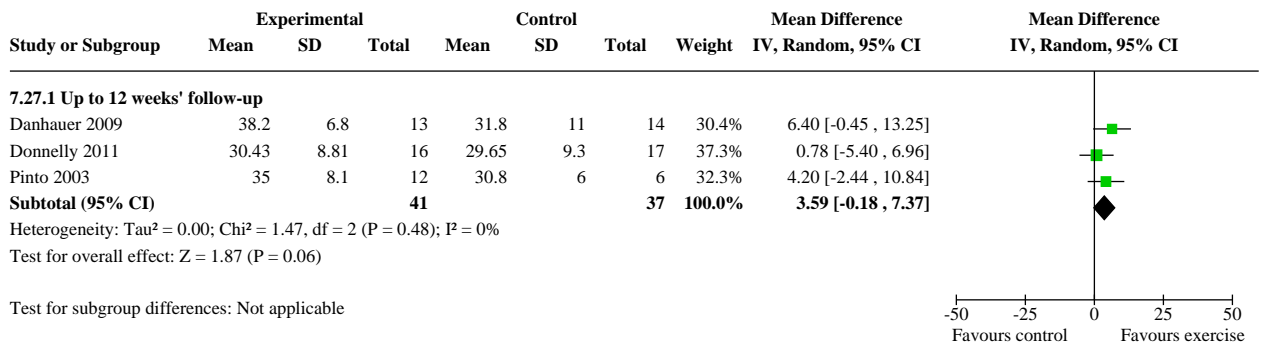 Experimental Control Mean Difference Mean Difference
Study or Subgroup Mean SD Total Mean SD Total Weight IV, Random, 95% CI IV, Random, 95% CI
7.27.1 Up to 12 weeks' follow-up
Danhauer 2009 38.2 6.8 13 31.8 11 14 30.4% 6.40 [-0.45 , 13.25]
Donnelly 2011 30.43 8.81 16 29.65 9.3 17 37.3% 0.78 [-5.40 , 6.96]
Pinto 2003 35 8.1 12 30.8 6 6 32.3% 4.20 [-2.44 , 10.84]
Subtotal (95% CI) 41 37 100.0% 3.59 [-0.18 , 7.37]
Heterogeneity: Tau² = 0.00; Chi² = 1.47, df = 2 (P = 0.48); I² = 0%
Test for overall effect: Z = 1.87 (P = 0.06)
Test for subgroup differences: Not applicable
-50 -25 0 25 50
Favours control Favours exercise